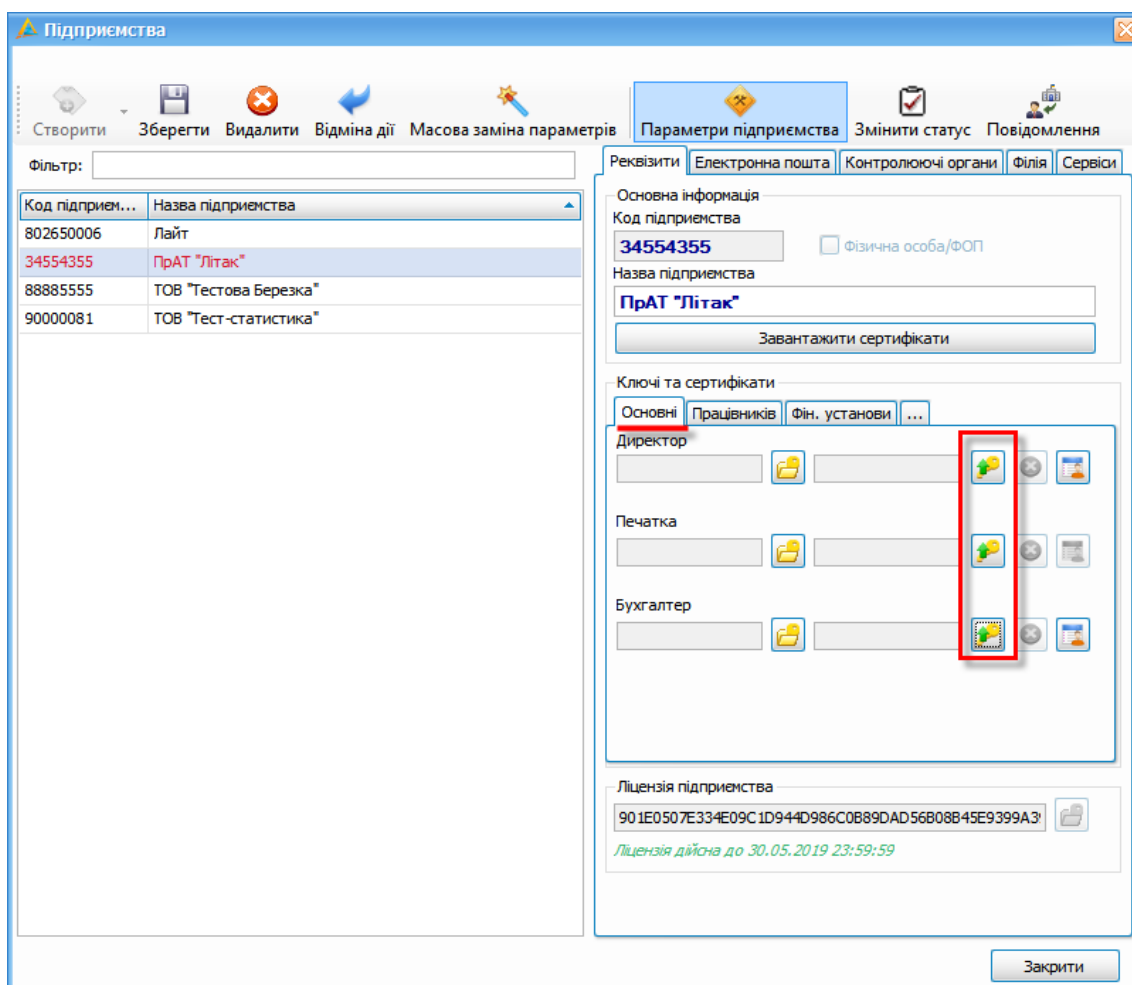 Підприємства
Створити Зберегти Видалити Відміна дії Масова заміна параметрів Параметри підприємства Змінити статус Повідомлення
Фільтр:
Код підприєм... Назва підприємства
802650006 Лайт
34554355 ПрАТ "Літак"
88885555 ТОВ "Тестова Березка"
90000081 ТОВ "Тест-статистика"
Реквізити Електронна пошта Контролюючі органи Філія Сервіси
Основна інформація
Код підприємства
34554355 Фізична особа/ФОП
Назва підприємства
ПрАТ "Літак"
Завантажити сертифікати
Ключі та сертифікати
Основні Працівників Фін. установи ...
Директор
Печатка
Бухгалтер
Ліцензія підприємства
901E0507E334E09C1D944D986C0B89DAD56B08B45E9399A3
Ліцензія дійсна до 30.05.2019 23:59:59
Закрити